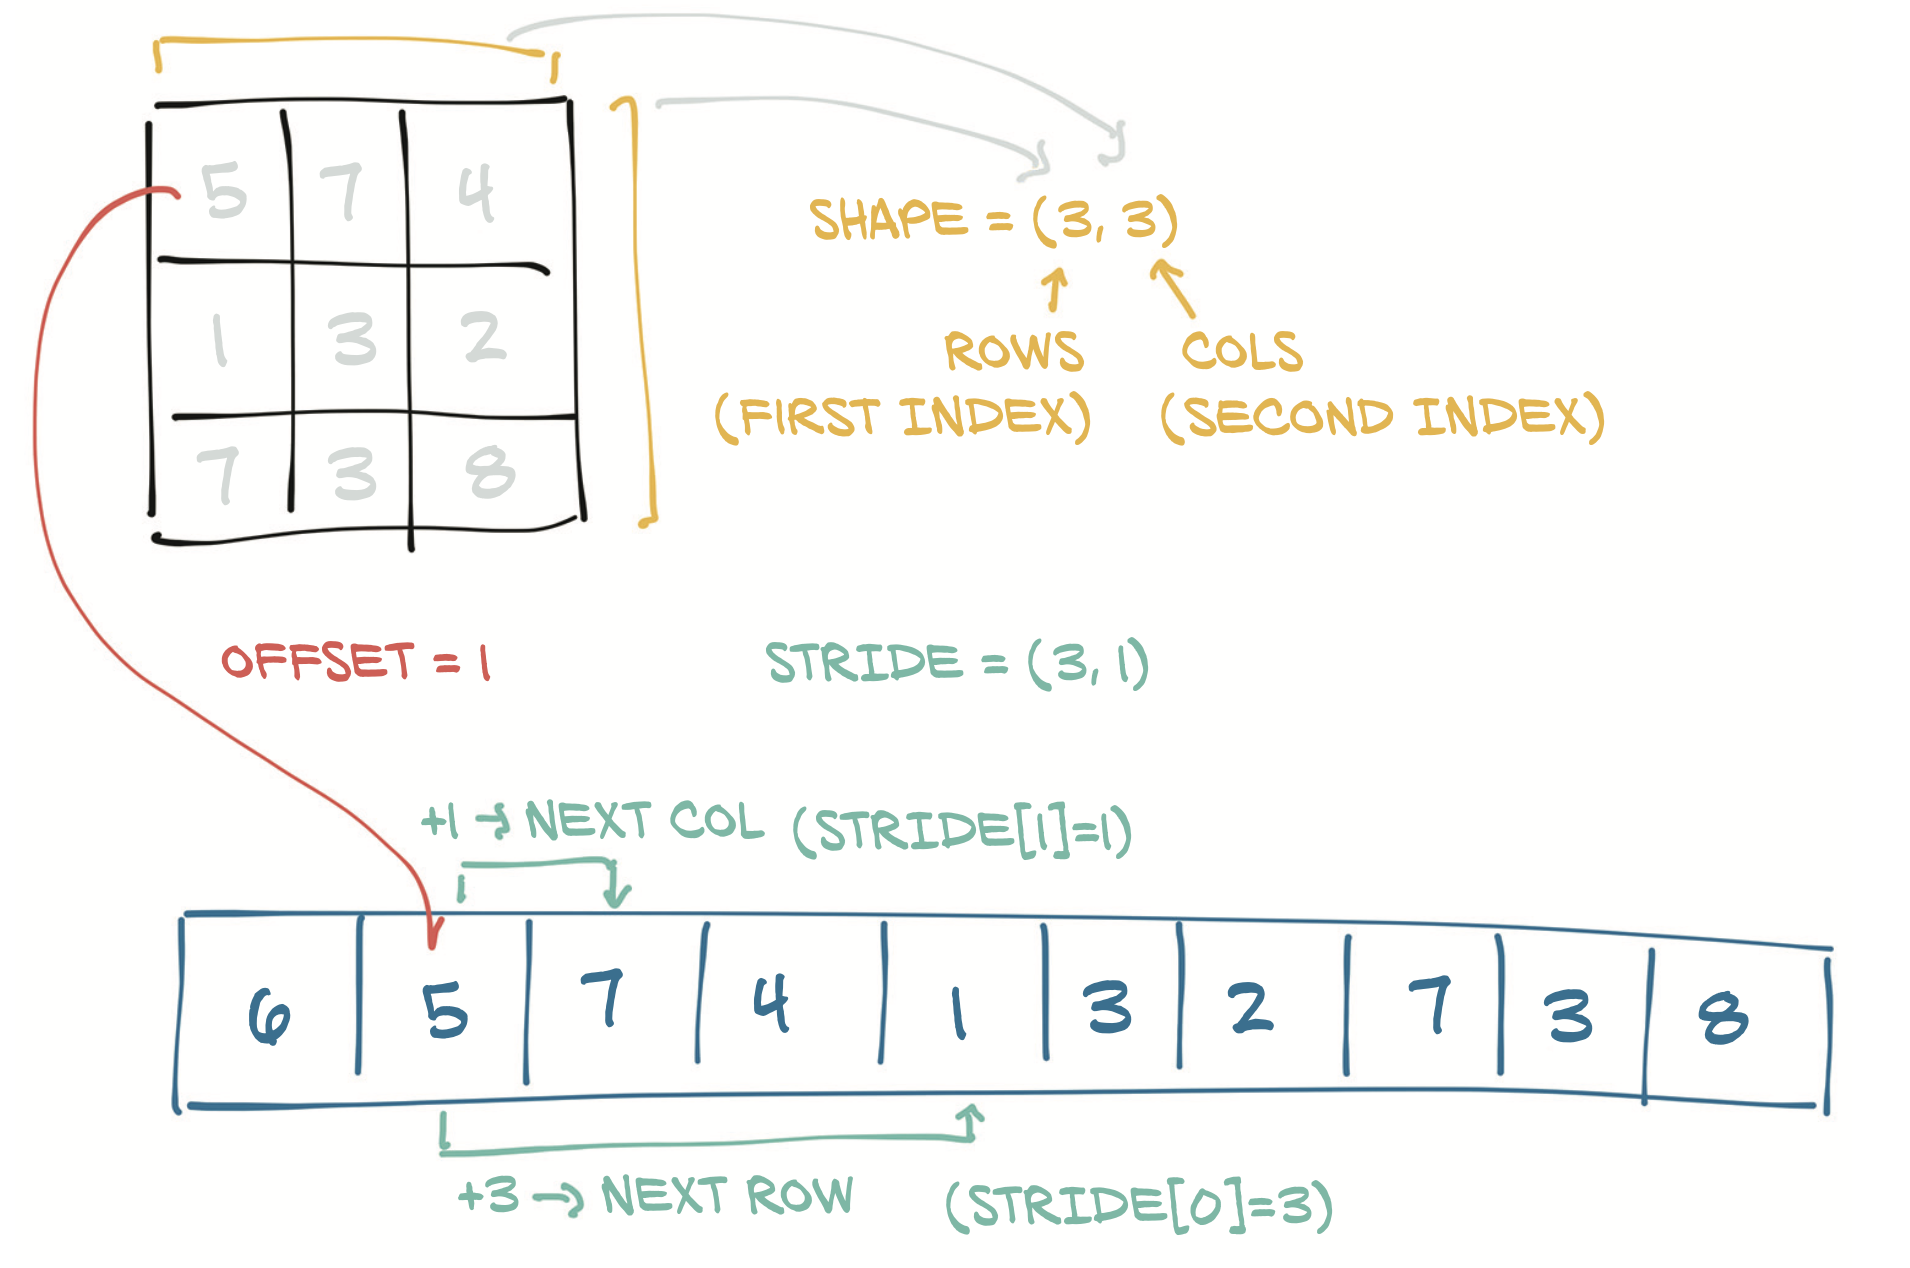 5 7 4
1 3 2
7 3 8
SHAPE = (3, 3)
ROWS
(FIRST INDEX)
COLS
(SECOND INDEX)
OFFSET = 1
STRIDE = (3, 1)
+1 → NEXT COL (STRIDE[1]=1)
6 5 7 4 1 3 2 7 3 8
+3 → NEXT ROW (STRIDE[0]=3)